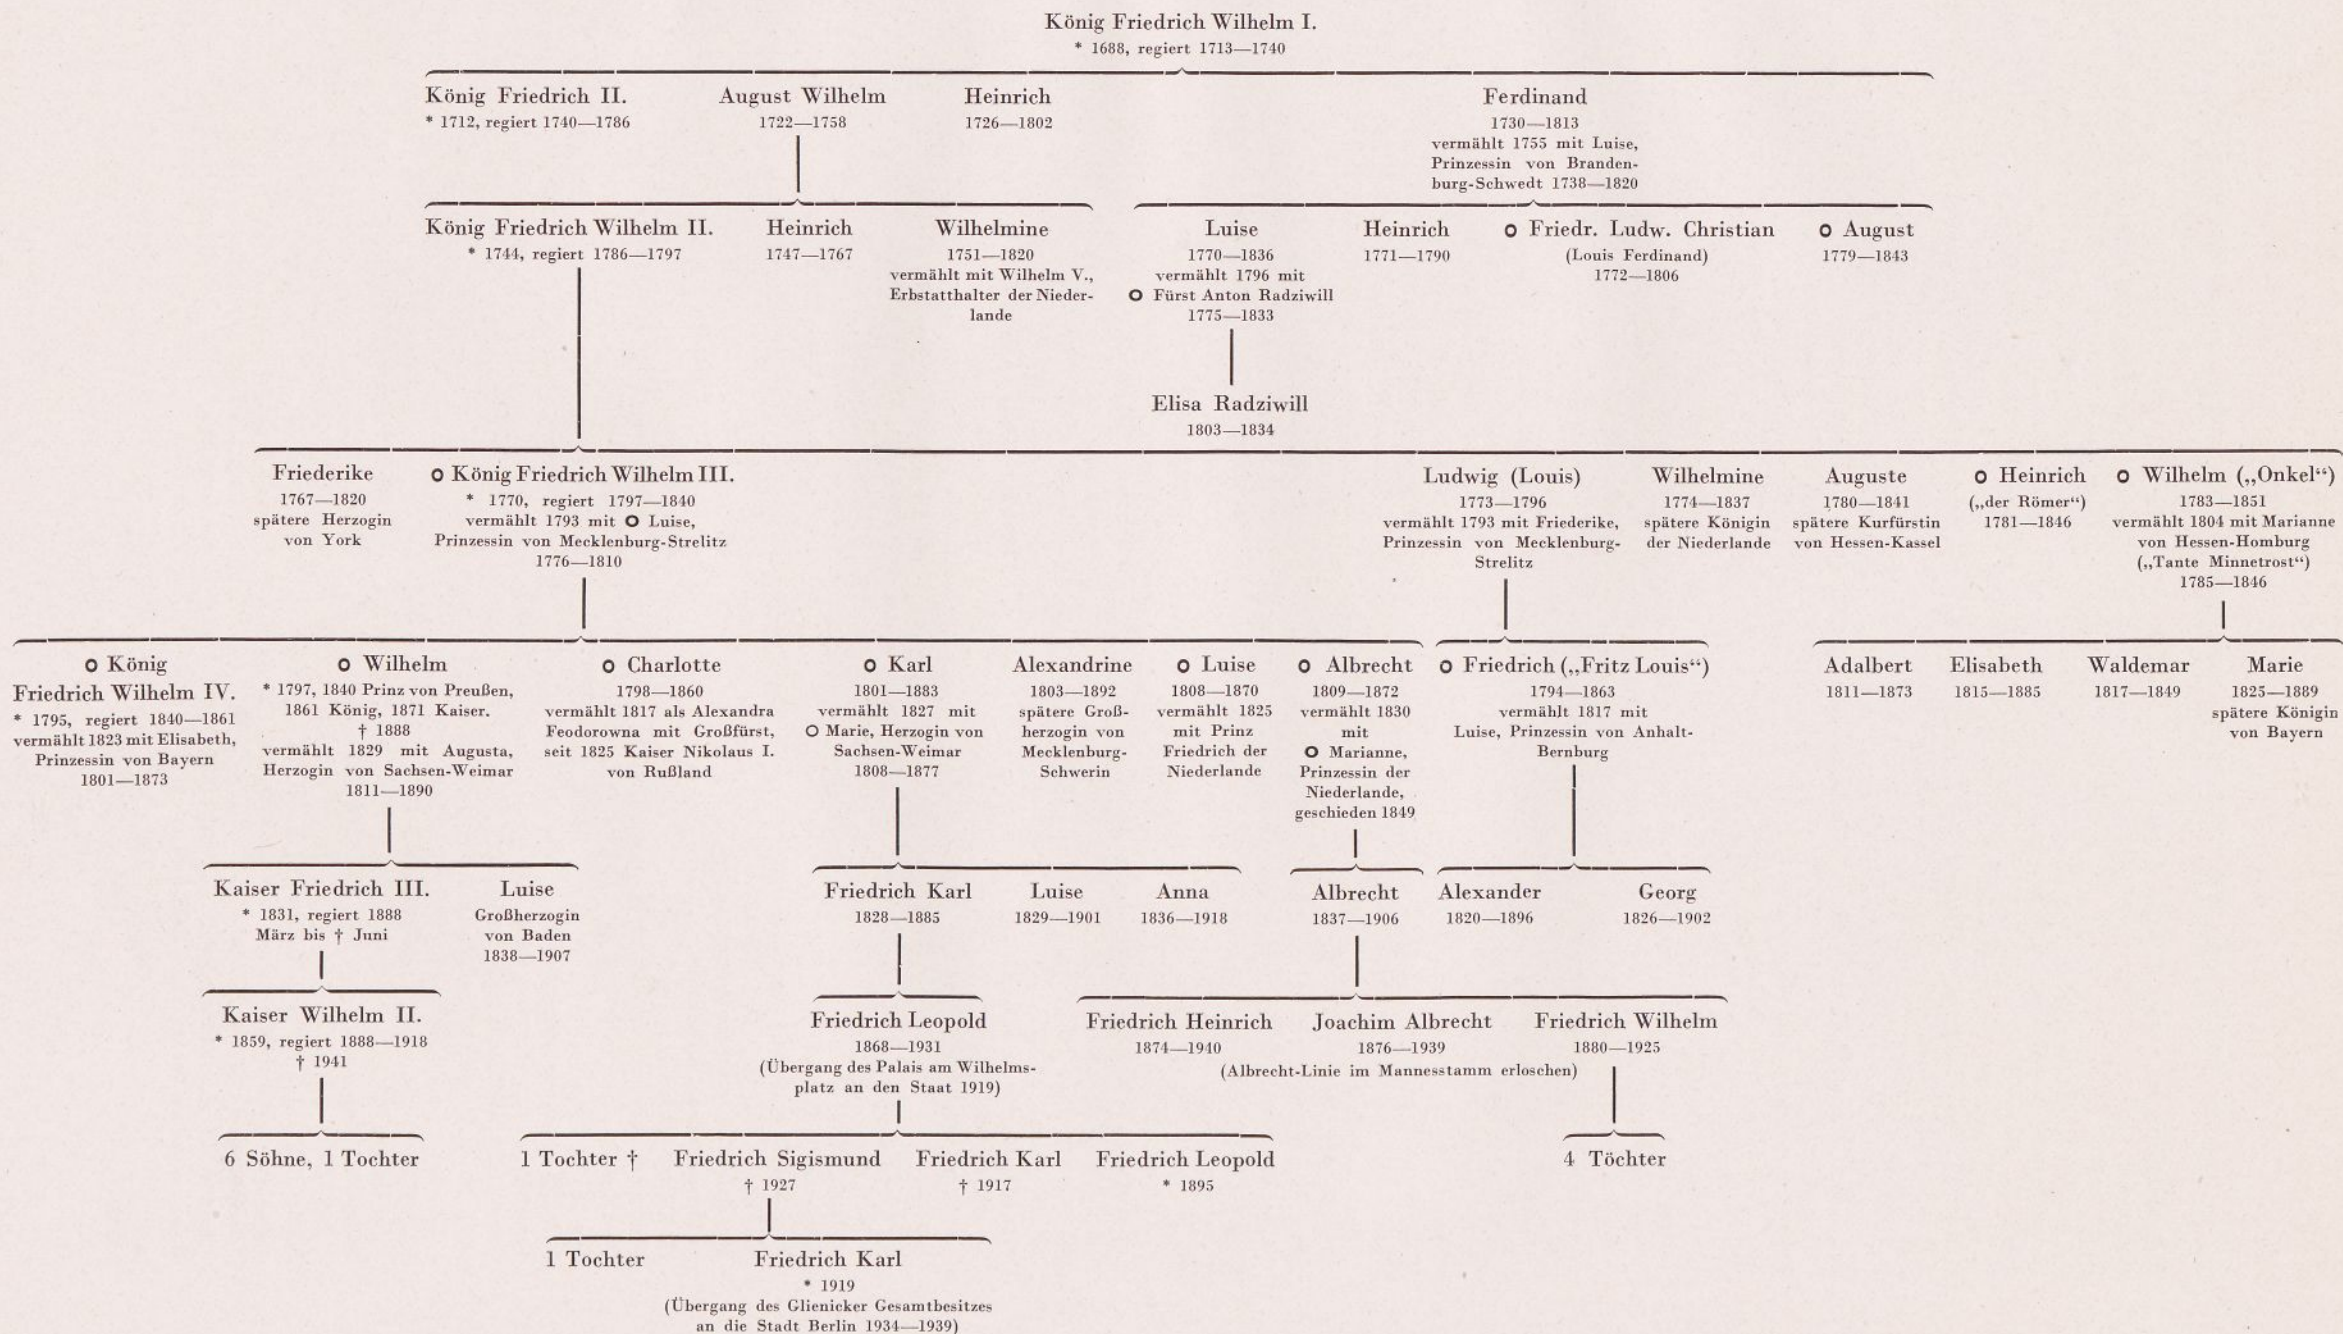 König Friedrich Wilhelm I.
* 1688, regiert 1713—1740
König Friedrich II.
* 1712, regiert 1740—1786
August Wilhelm
1722—1758
Heinrich
1726—1802
Ferdinand
1730—1813
vermählt 1755 mit Luise,
Prinzessin von Branden-
burg-Schwedt 1738—1820
König Friedrich Wilhelm II.
* 1744, regiert 1786—1797
Heinrich
1747—1767
Wilhelmine
1751—1820
vermählt mit Wilhelm V.,
Erbstatthalter der Nieder-
lande
Luise
1770—1836
vermählt 1796 mit
O Fürst Anton Radziwill
1775—1833
Heinrich
1771—1790
O Friedr. Ludw. Christian
(Louis Ferdinand)
1772—1806
O August
1779—1843
Elisa Radziwill
1803—1834
Friederike
1767—1820
spätere Herzogin
von York
O König Friedrich Wilhelm III.
* 1770, regiert 1797—1840
vermählt 1793 mit O Luise,
Prinzessin von Mecklenburg-Strelitz
1776—1810
Ludwig (Louis)
1773—1796
vermählt 1793 mit Friederike,
Prinzessin von Mecklenburg-
Strelitz
Wilhelmine
1774—1837
spätere Königin
der Niederlande
Auguste
1780—1841
spätere Kurfürstin
von Hessen-Kassel
O Heinrich
(„der Römer“)
1781—1846
O Wilhelm („Onkel“)
1783—1851
vermählt 1804 mit Marianne
von Hessen-Homburg
(„Tante Minnetrost“)
1785—1846
O König
Friedrich Wilhelm IV.
* 1795, regiert 1840—1861
vermählt 1823 mit Elisabeth,
Prinzessin von Bayern
1801—1873
O Wilhelm
* 1797, 1840 Prinz von Preußen,
1861 König, 1871 Kaiser.
† 1888
vermählt 1829 mit Augusta,
Herzogin von Sachsen-Weimar
1811—1890
O Charlotte
1798—1860
vermählt 1817 als Alexandra
Feodorowna mit Großfürst,
seit 1825 Kaiser Nikolaus I.
von Rußland
O Karl
1801—1883
vermählt 1827 mit
O Marie, Herzogin von
Sachsen-Weimar
1808—1877
Alexandrine
1803—1892
spätere Groß-
herzogin von
Mecklenburg-
Schwerin
O Luise
1808—1870
vermählt 1825
mit Prinz
Friedrich der
Niederlande
O Albrecht
1809—1872
vermählt 1830
mit
O Marianne,
Prinzessin der
Niederlande,
geschieden 1849
O Friedrich („Fritz Louis“)
1794—1863
vermählt 1817 mit
Luise, Prinzessin von Anhalt-
Bernburg
Adalbert
1811—1873
Elisabeth
1815—1885
Waldemar
1817—1849
Marie
1825—1889
spätere Königin
von Bayern
Kaiser Friedrich III.
* 1831, regiert 1888
März bis † Juni
Luise
Großherzogin
von Baden
1838—1907
Friedrich Karl
1828—1885
Luise
1829—1901
Anna
1836—1918
Albrecht
1837—1906
Alexander
1820—1896
Georg
1826—1902
Kaiser Wilhelm II.
* 1859, regiert 1888—1918
† 1941
Friedrich Leopold
1868—1931
(Übergang des Palais am Wilhelms-
platz an den Staat 1919)
Friedrich Heinrich
1874—1940
Joachim Albrecht
1876—1939
Friedrich Wilhelm
1880—1925
(Albrecht-Linie im Mannesstamm erloschen)
6 Söhne, 1 Tochter
1 Tochter †
Friedrich Sigismund
† 1927
Friedrich Karl
† 1917
Friedrich Leopold
* 1895
4 Töchter
1 Tochter
Friedrich Karl
* 1919
(Übergang des Glienicker Gesamtbesitzes
an die Stadt Berlin 1934—1939)